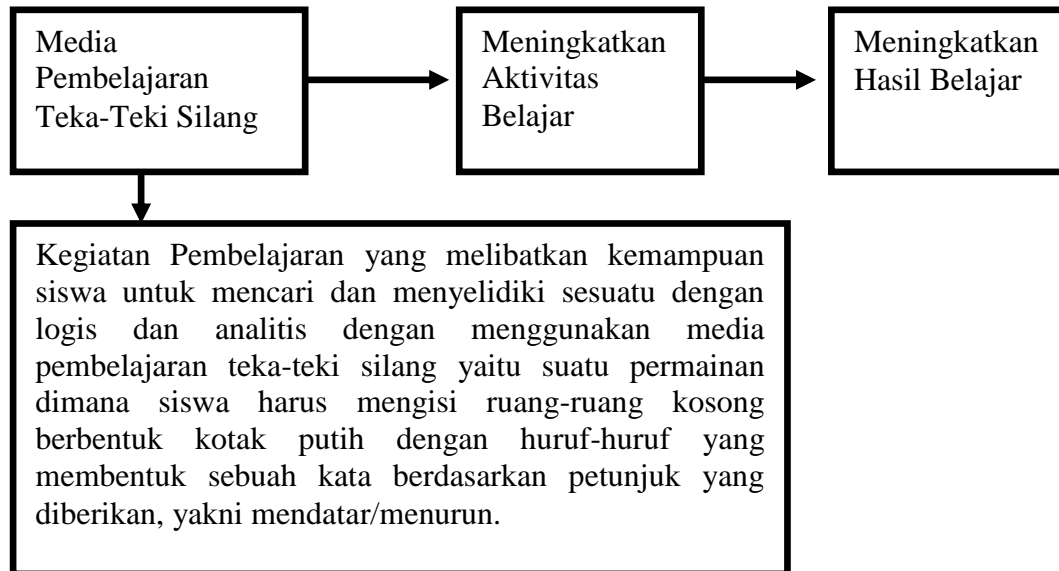 Media
Pembelajaran
Teka-Teki Silang
Meningkatkan
Aktivitas
Belajar
Meningkatkan
Hasil Belajar
Kegiatan Pembelajaran yang melibatkan kemampuan
siswa untuk mencari dan menyelidiki sesuatu dengan
logis dan analitis dengan menggunakan media
pembelajaran teka-teki silang yaitu suatu permainan
dimana siswa harus mengisi ruang-ruang kosong
berbentuk kotak putih dengan huruf-huruf yang
membentuk sebuah kata berdasarkan petunjuk yang
diberikan, yakni mendatar/menurun.